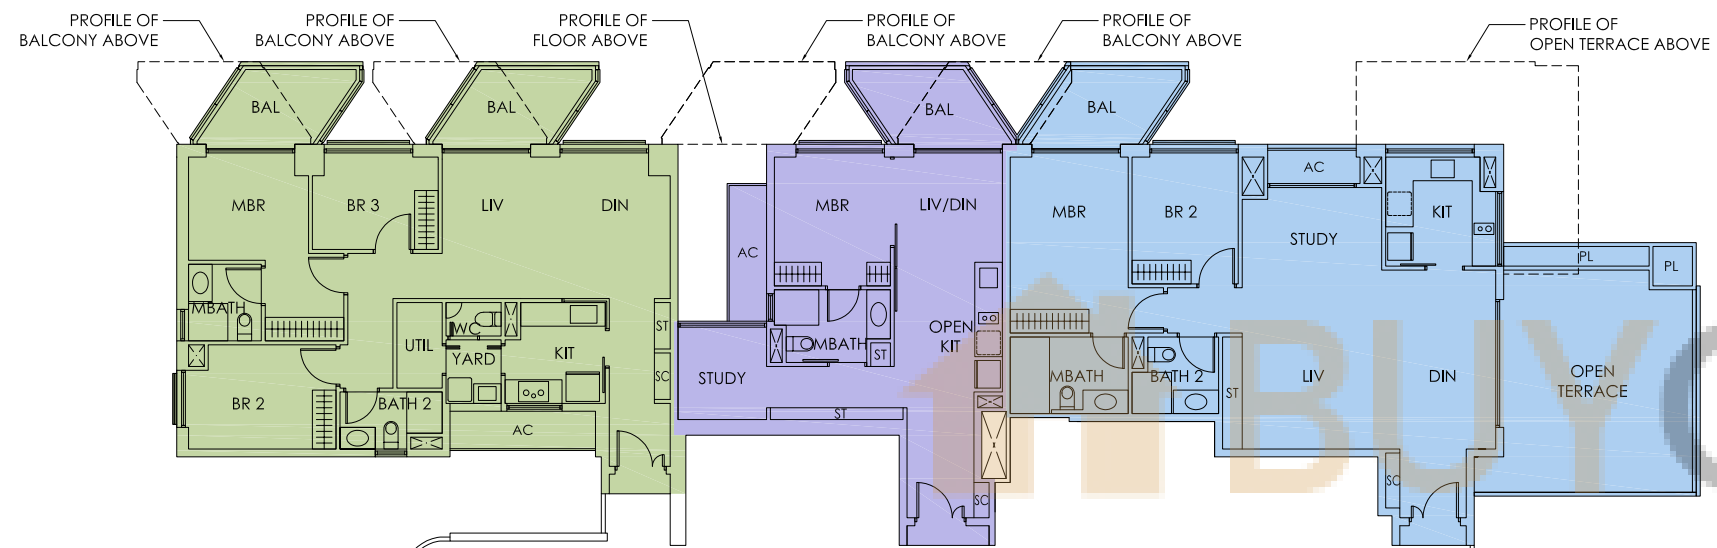 PROFILE OF
BALCONY ABOVE
PROFILE OF
BALCONY ABOVE
PROFILE OF
FLOOR ABOVE
PROFILE OF
BALCONY ABOVE
PROFILE OF
BALCONY ABOVE
PROFILE OF
OPEN TERRACE ABOVE
BAL
BAL
BAL
BAL
MBR
BR 3
LIV
DIN
MBR
LIV/DIN
MBR
BR 2
STUDY
AC
KIT
AC
PL
PL
MBATH
WC
UTIL
YARD
KIT
ST
SC
BR 2
BATH 2
AC
STUDY
MBATH
ST
OPEN
KIT
ST
SC
MBATH
BATH 2
ST
LIV
DIN
SC
OPEN
TERRACE
BUY